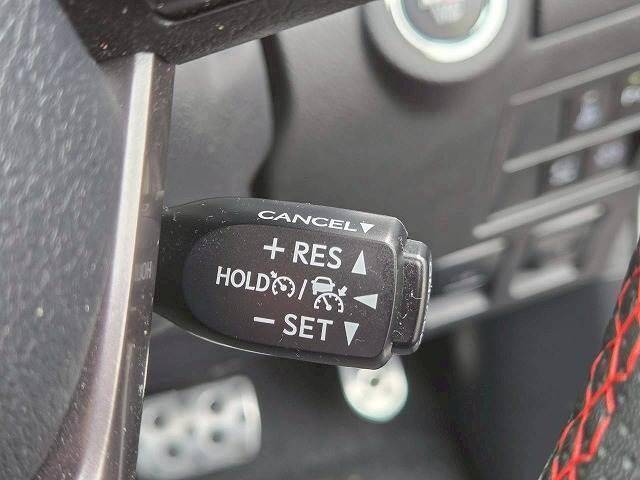 CANCEL
+ RES
HOLD /
− SET